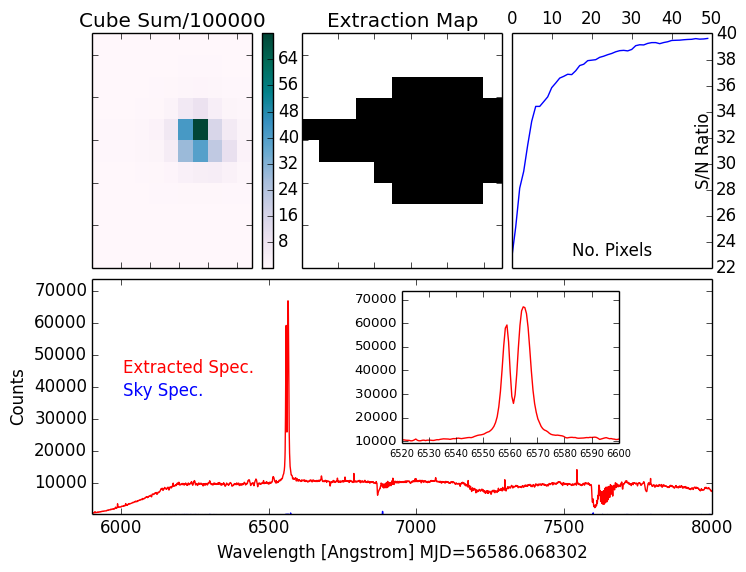 Cube Sum/100000
Extraction Map
0 10 20 30 40 50
64
56
48
40
32
24
16
8
40
38
36
34
32
30
28
26
24
22
S/N Ratio
No. Pixels
70000
60000
50000
40000
30000
20000
10000
Counts
Extracted Spec.
Sky Spec.
70000
60000
50000
40000
30000
20000
10000
6520 6530 6540 6550 6560 6570 6580 6590 6600
6000 6500 7000 7500 8000
Wavelength [Angstrom] MJD=56586.068302